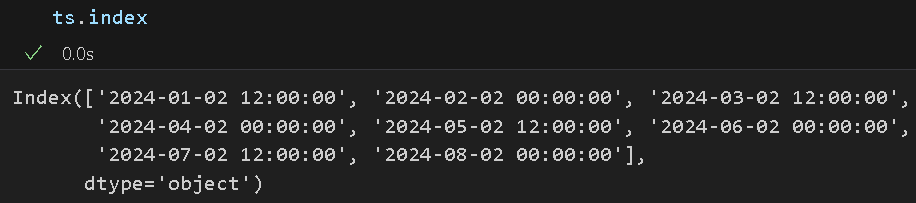 ts.index
0.0s
Index(['2024-01-02 12:00:00', '2024-02-02 00:00:00', '2024-03-02 12:00:00',
'2024-04-02 00:00:00', '2024-05-02 12:00:00', '2024-06-02 00:00:00',
'2024-07-02 12:00:00', '2024-08-02 00:00:00'],
dtype='object')